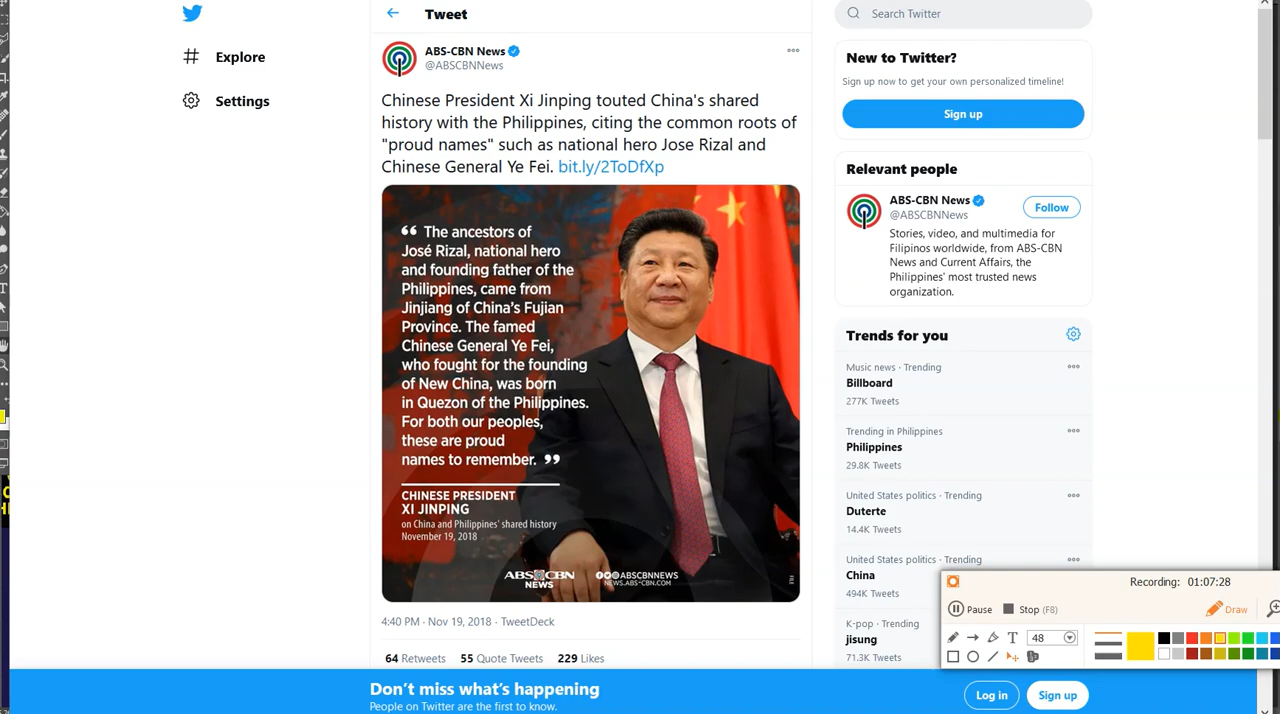 Tweet
Search Twitter
Explore
Settings
ABS-CBN News
@ABSCBNNews
Chinese President Xi Jinping touted China's shared
history with the Philippines, citing the common roots of
"proud names" such as national hero Jose Rizal and
Chinese General Ye Fei. bit.ly/2ToDfXp
“ The ancestors of
José Rizal, national hero
and founding father of the
Philippines, came from
Jinjiang of China's Fujian
Province. The famed
Chinese General Ye Fei,
who fought for the founding
of New China, was born
in Quezon of the Philippines.
For both our peoples,
these are proud
names to remember. ”
CHINESE PRESIDENT
XI JINPING
on China and Philippines' shared history
November 19, 2018
ABS-CBN
NEWS
@ABSCBNNEWS
NEWS.ABS-CBN.COM
4:40 PM · Nov 19, 2018 · TweetDeck
64 Retweets 55 Quote Tweets 229 Likes
New to Twitter?
Sign up now to get your own personalized timeline!
Sign up
Relevant people
ABS-CBN News
@ABSCBNNews
Follow
Stories, video, and multimedia for
Filipinos worldwide, from ABS-CBN
News and Current Affairs, the
Philippines' most trusted news
organization.
Trends for you
Music news · Trending
Billboard
277K Tweets
Trending in Philippines
Philippines
29.8K Tweets
United States politics · Trending
Duterte
14.4K Tweets
United States politics · Trending
China
494K Tweets
K-pop · Trending
jisung
71.3K Tweets
Recording: 01:07:28
Pause Stop (F8) Draw
T 48
Don't miss what's happening
People on Twitter are the first to know.
Log in
Sign up